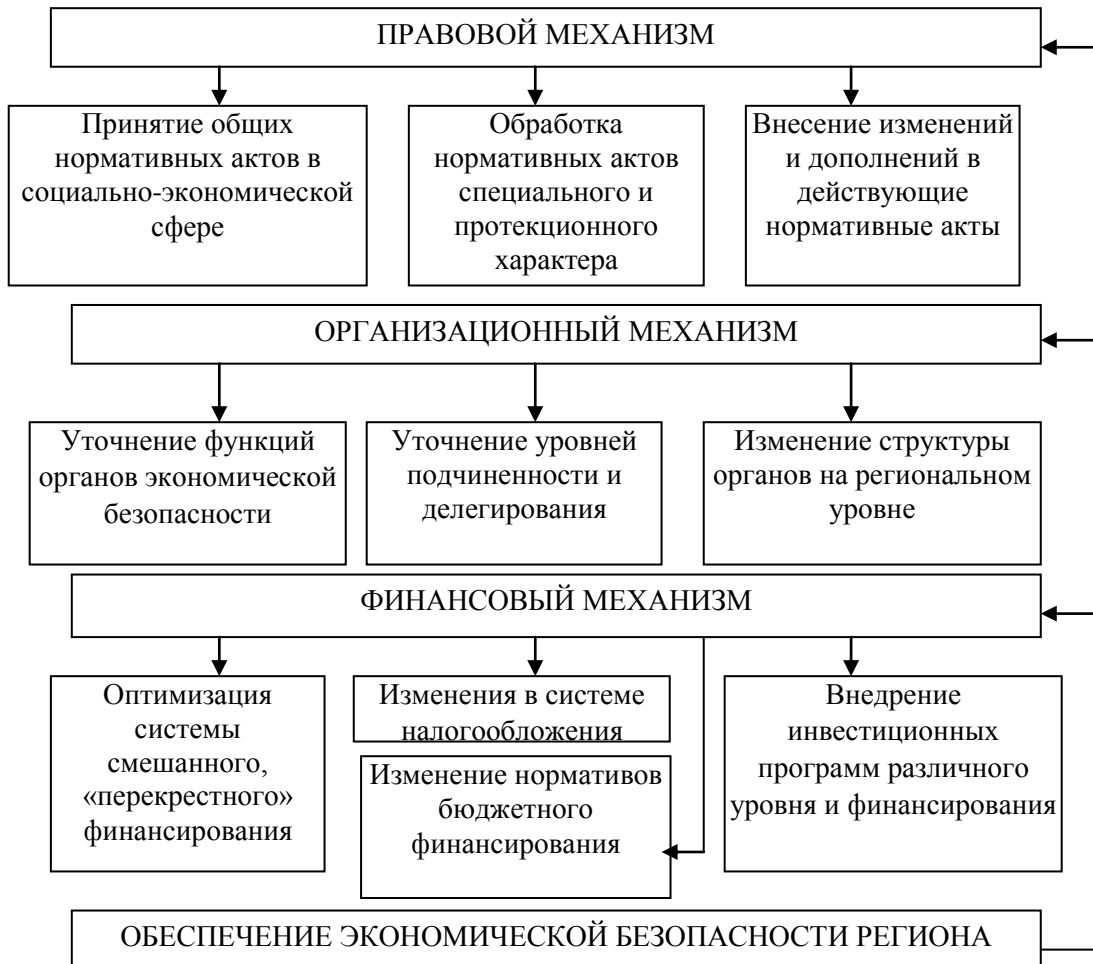 ПРАВОВОЙ МЕХАНИЗМ
Принятие общих
нормативных актов в
социально-экономической
сфере
Обработка
нормативных актов
специального и
протекционного
характера
Внесение изменений
и дополнений в
действующие
нормативные акты
ОРГАНИЗАЦИОННЫЙ МЕХАНИЗМ
Уточнение функций
органов экономической
безопасности
Уточнение уровней
подчиненности и
делегирования
Изменение структуры
органов на региональном
уровне
ФИНАНСОВЫЙ МЕХАНИЗМ
Оптимизация
системы
смешанного,
«перекрестного»
финансирования
Изменения в системе
налогообложения
Изменение нормативов
бюджетного
финансирования
Внедрение
инвестиционных
программ различного
уровня и финансирования
ОБЕСПЕЧЕНИЕ ЭКОНОМИЧЕСКОЙ БЕЗОПАСНОСТИ РЕГИОНА